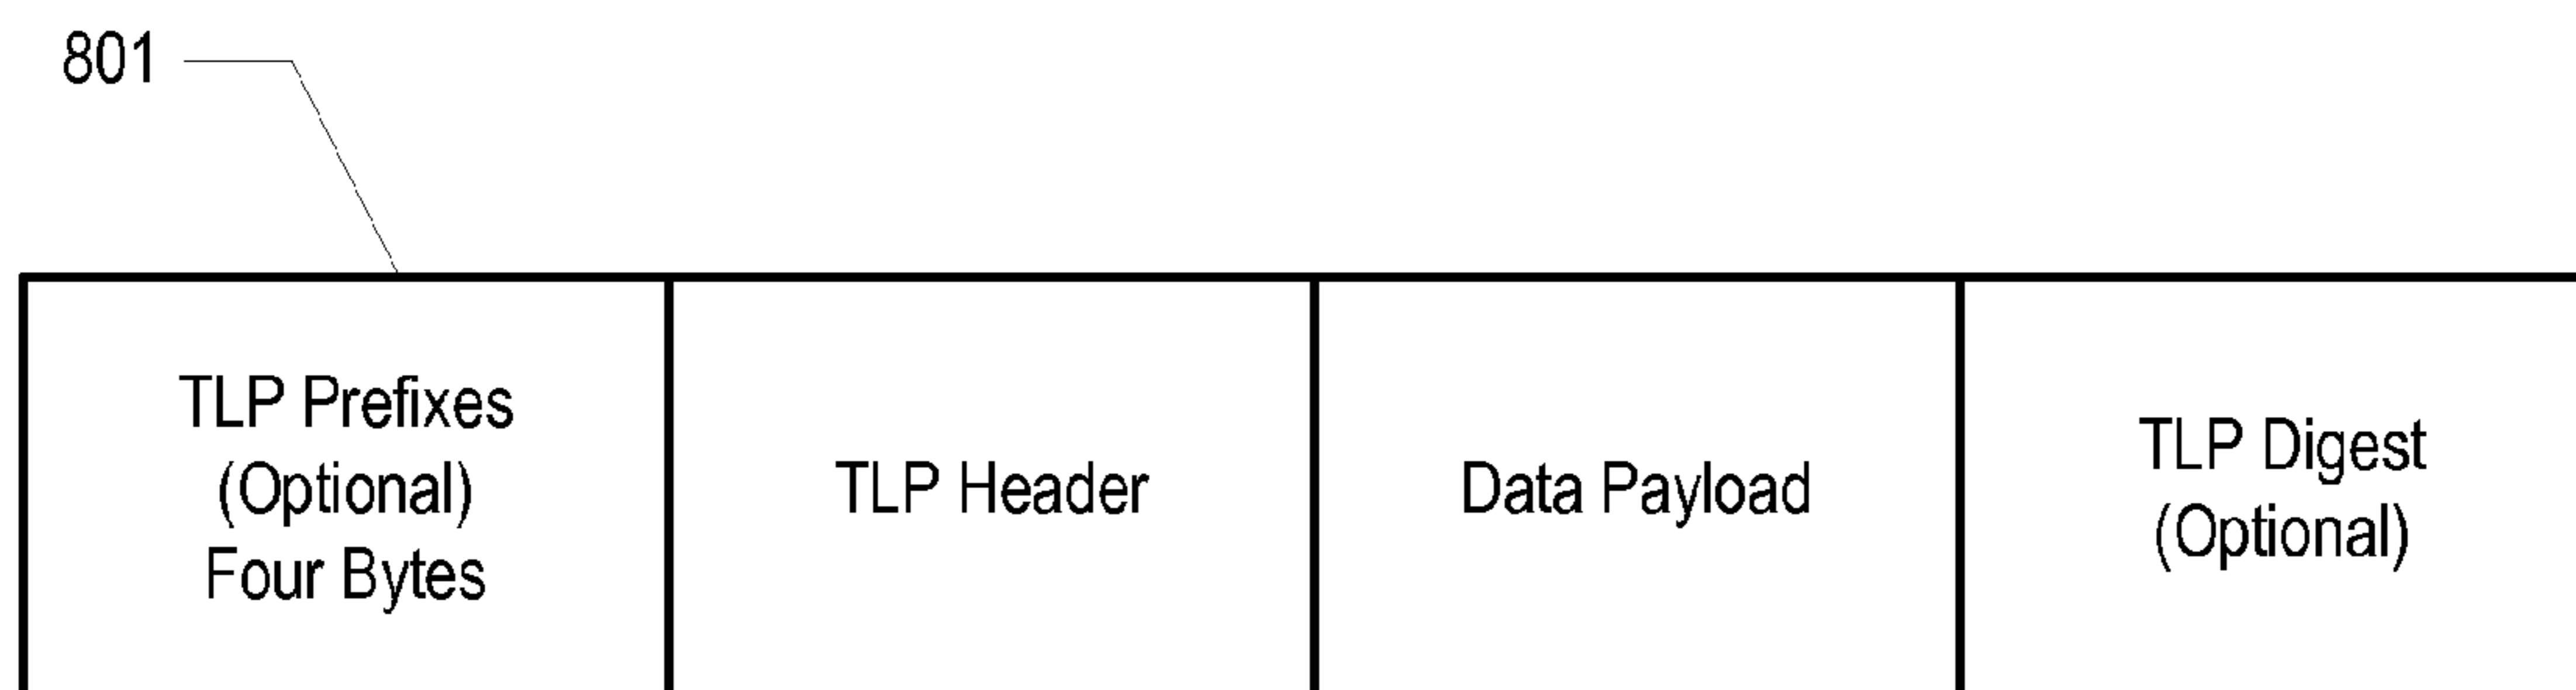 801
TLP Prefixes
(Optional)
Four Bytes
TLP Header
Data Payload
TLP Digest
(Optional)